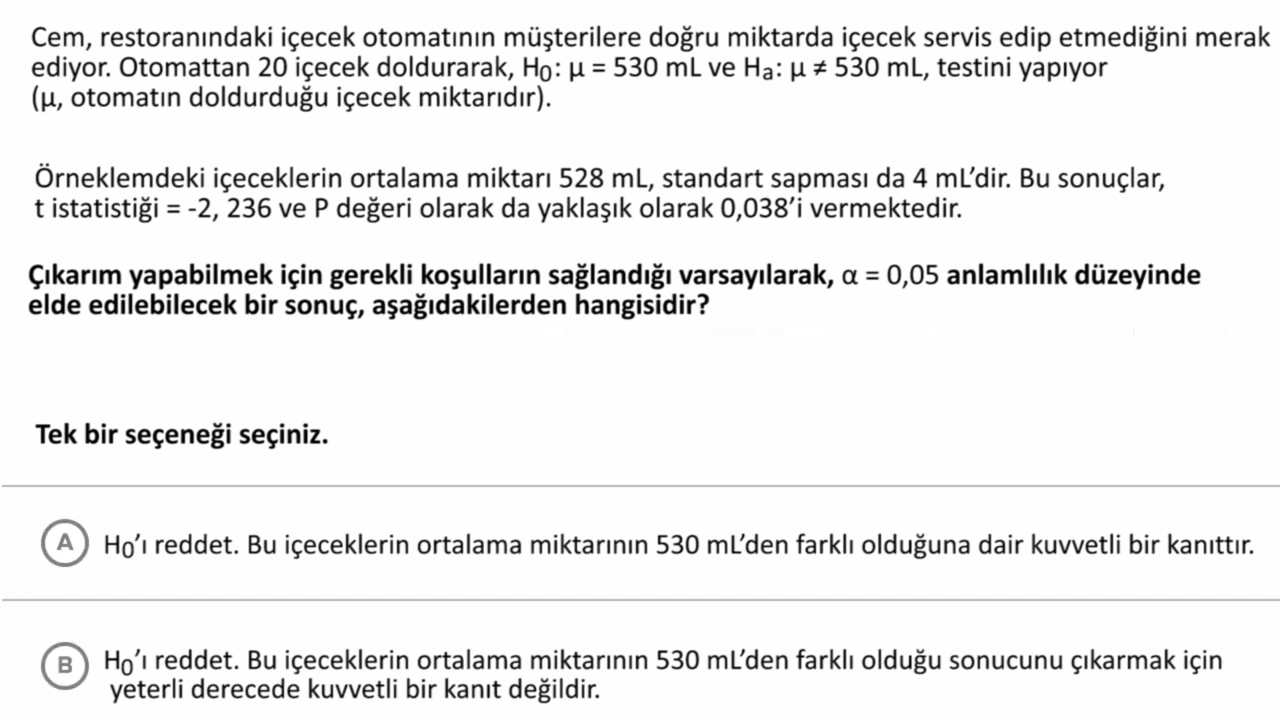 Cem, restoranındaki içecek otomatının müşterilere doğru miktarda içecek servis edip etmediğini merak
ediyor. Otomattan 20 içecek doldurarak, H₀: µ = 530 mL ve Hₐ: µ ≠ 530 mL, testini yapıyor
(µ, otomatın doldurduğu içecek miktarıdır).
Örneklemdeki içeceklerin ortalama miktarı 528 mL, standart sapması da 4 mL’dir. Bu sonuçlar,
t istatistiği = -2, 236 ve P değeri olarak da yaklaşık olarak 0,038’i vermektedir.
Çıkarım yapabilmek için gerekli koşulların sağlandığı varsayılarak, α = 0,05 anlamlılık düzeyinde
elde edilebilecek bir sonuç, aşağıdakilerden hangisidir?
Tek bir seçeneği seçiniz.
A H₀’ı reddet. Bu içeceklerin ortalama miktarının 530 mL’den farklı olduğuna dair kuvvetli bir kanıttır.
B H₀’ı reddet. Bu içeceklerin ortalama miktarının 530 mL’den farklı olduğu sonucunu çıkarmak için
yeterli derecede kuvvetli bir kanıt değildir.